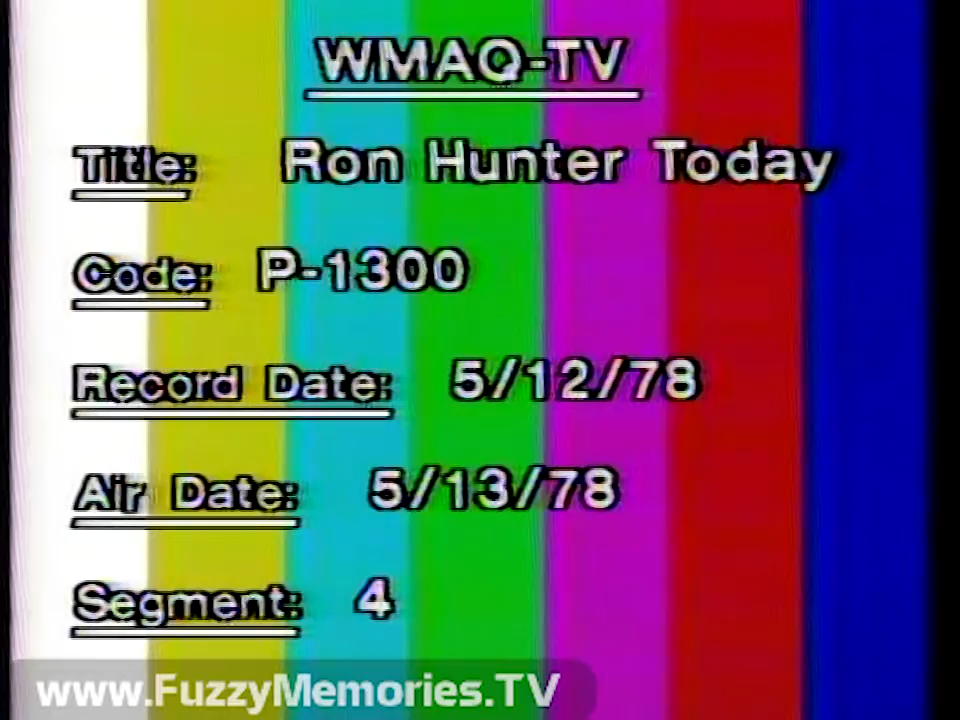 WMAQ-TV
Title: Ron Hunter Today
Code: P-1300
Record Date: 5/12/78
Air Date: 5/13/78
Segment: 4
www.FuzzyMemories.TV